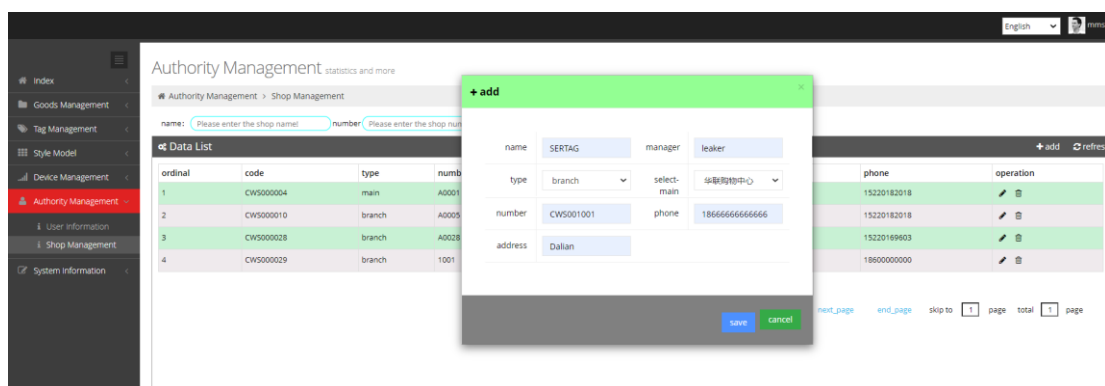 English
mms
Authority Management statistics and more
Index
Authority Management > Shop Management
Goods Management
name: Please enter the shop name! number Please enter the shop num
Tag Management
Data List
+ add refres
Style Model
ordinal code type numb phone operation
Device Management
1 CWS000004 main A0001 15220182018
Authority Management
2 CWS000010 branch A0005 15220182018
User Information
3 CWS000028 branch A0028 15220169603
Shop Management
4 CWS000029 branch 1001 18600000000
System Information
+ add ×
name SERTAG manager leaker
type branch select-main 华联购物中心
number CWS001001 phone 18666666666666
address Dalian
save cancel
next_page end_page skip to 1 page total 1 page